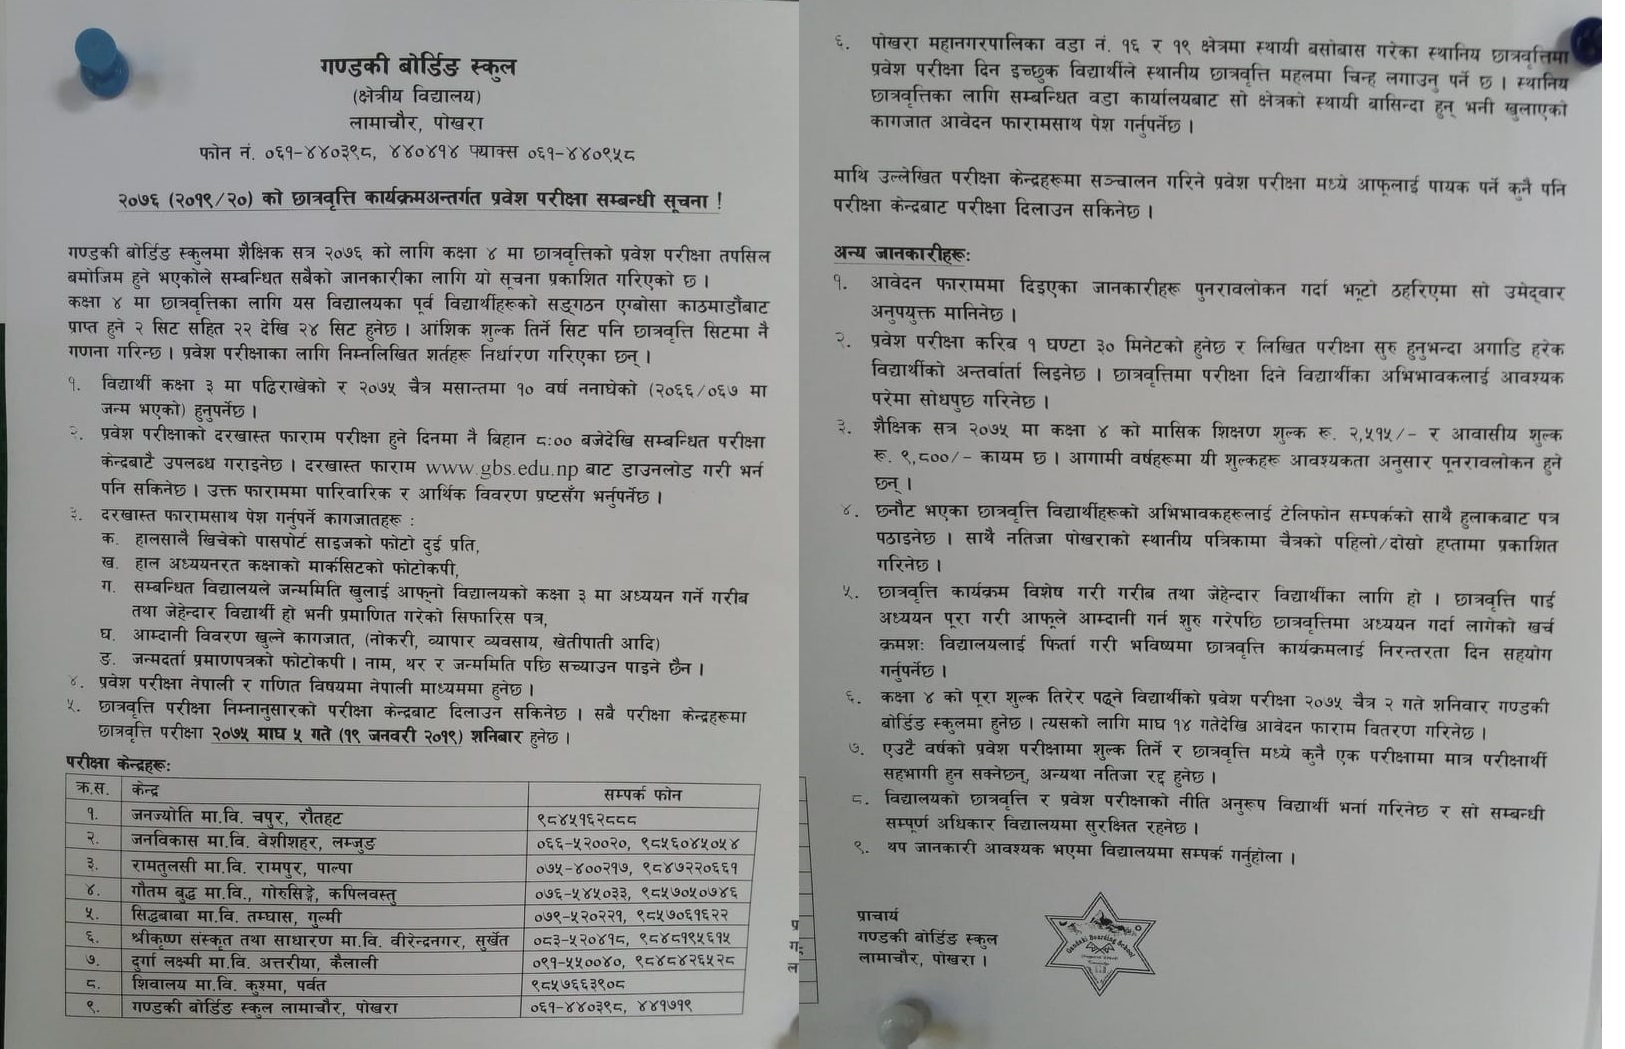 गण्डकी बोर्डिङ स्कुल
(क्षेत्रीय विद्यालय)
लामाचौर, पोखरा
फोन नं. ०६१-४४०३९८, ४४०४१४ फ्याक्स ०६१-४४०९५८
२०७६ (२०१९/२०) को छात्रवृत्ति कार्यक्रमअन्तर्गत प्रवेश परीक्षा सम्बन्धी सूचना !
गण्डकी बोर्डिङ स्कुलमा शैक्षिक सत्र २०७६ को लागि कक्षा ४ मा छात्रवृत्तिको प्रवेश परीक्षा तपसिल
बमोजिम हुने भएकोले सम्बन्धित सबैको जानकारीका लागि यो सूचना प्रकाशित गरिएको छ ।
कक्षा ४ मा छात्रवृत्तिका लागि यस विद्यालयका पूर्व विद्यार्थीहरूको सङ्गठन एग्बोसा काठमाडौंबाट
प्राप्त हुने २ सिट सहित २२ देखि २४ सिट हुनेछ । आंशिक शुल्क तिर्ने सिट पनि छात्रवृत्ति सिटमा नै
गणना गरिन्छ । प्रवेश परीक्षाका लागि निम्नलिखित शर्तहरू निर्धारण गरिएका छन् ।
१. विद्यार्थी कक्षा ३ मा पढिराखेको र २०७५ चैत्र मसान्तमा १० वर्ष ननाघेको (२०६६/०६७ मा
जन्म भएको) हुनुपर्नेछ ।
२. प्रवेश परीक्षाको दरखास्त फाराम परीक्षा हुने दिनमा नै बिहान ८:०० बजेदेखि सम्बन्धित परीक्षा
केन्द्रबाटै उपलब्ध गराइनेछ । दरखास्त फाराम www.gbs.edu.np बाट डाउनलोड गरी भर्न
पनि सकिनेछ । उक्त फाराममा पारिवारिक र आर्थिक विवरण प्रष्टसँग भर्नुपर्नेछ ।
३. दरखास्त फारामसाथ पेश गर्नुपर्ने कागजातहरू :
क. हालसालै खिचेको पासपोर्ट साइजको फोटो दुई प्रति,
ख. हाल अध्ययनरत कक्षाको मार्कसिटको फोटोकपी,
ग. सम्बन्धित विद्यालयले जन्ममिति खुलाई आफ्नो विद्यालयको कक्षा ३ मा अध्ययन गर्ने गरीब
तथा जेहेन्दार विद्यार्थी हो भनी प्रमाणित गरेको सिफारिस पत्र,
घ. आम्दानी विवरण खुल्ने कागजात, (नोकरी, व्यापार व्यवसाय, खेतीपाती आदि)
ङ. जन्मदर्ता प्रमाणपत्रको फोटोकपी । नाम, थर र जन्ममिति पछि सच्याउन पाइने छैन ।
४. प्रवेश परीक्षा नेपाली र गणित विषयमा नेपाली माध्यममा हुनेछ ।
५. छात्रवृत्ति परीक्षा निम्नानुसारको परीक्षा केन्द्रबाट दिलाउन सकिनेछ । सबै परीक्षा केन्द्रहरूमा
छात्रवृत्ति परीक्षा २०७५ माघ ५ गते (१९ जनवरी २०१९) शनिबार हुनेछ ।
परीक्षा केन्द्रहरू:
क्र.स. केन्द्र सम्पर्क फोन
१. जनज्योति मा.वि. चपुर, रौतहट ९८४५१६२८८८
२. जनविकास मा.वि. वेशीशहर, लम्जुङ ०६६-५२००२०, ९८५६०४५०५४
३. रामतुलसी मा.वि. रामपुर, पाल्पा ०७५-४००२१७, ९८४७२२०६६१
४. गौतम बुद्ध मा.वि., गोरुसिङ्गे, कपिलवस्तु ०७६-५४५०३३, ९८५७०५०७४६
५. सिद्धबाबा मा.वि. तम्घास, गुल्मी ०७९-५२०२२१, ९८५७०६१६२२
६. श्रीकृष्ण संस्कृत तथा साधारण मा.वि. वीरेन्द्रनगर, सुर्खेत ०८३-५२०४१८, ९८४८१९५६१५
७. दुर्गा लक्ष्मी मा.वि. अत्तरीया, कैलाली ०९१-५५००४०, ९८४८४२६५२८
८. शिवालय मा.वि. कुश्मा, पर्वत ९८५७६६३९०८
९. गण्डकी बोर्डिङ स्कुल लामाचौर, पोखरा ०६१-४४०३९८, ४४१७१९
६. पोखरा महानगरपालिका वडा नं. १६ र १९ क्षेत्रमा स्थायी बसोबास गरेका स्थानिय छात्रवृत्तिमा
प्रवेश परीक्षा दिन इच्छुक विद्यार्थीले स्थानीय छात्रवृत्ति महलमा चिन्ह लगाउनु पर्ने छ । स्थानिय
छात्रवृत्तिका लागि सम्बन्धित वडा कार्यालयबाट सो क्षेत्रको स्थायी बासिन्दा हुन् भनी खुलाएको
कागजात आवेदन फारामसाथ पेश गर्नुपर्नेछ ।
माथि उल्लेखित परीक्षा केन्द्रहरूमा सञ्चालन गरिने प्रवेश परीक्षा मध्ये आफूलाई पायक पर्ने कुनै पनि
परीक्षा केन्द्रबाट परीक्षा दिलाउन सकिनेछ ।
अन्य जानकारीहरू:
१. आवेदन फाराममा दिइएका जानकारीहरू पुनरावलोकन गर्दा झूटो ठहरिएमा सो उमेदवार
अनुपयुक्त मानिनेछ ।
२. प्रवेश परीक्षा करिब १ घण्टा ३० मिनेटको हुनेछ र लिखित परीक्षा सुरु हुनुभन्दा अगाडि हरेक
विद्यार्थीको अन्तर्वार्ता लिइनेछ । छात्रवृत्तिमा परीक्षा दिने विद्यार्थीका अभिभावकलाई आवश्यक
परेमा सोधपुछ गरिनेछ ।
३. शैक्षिक सत्र २०७५ मा कक्षा ४ को मासिक शिक्षण शुल्क रू. २,५१५/- र आवासीय शुल्क
रू. ९,८००/- कायम छ । आगामी वर्षहरूमा यी शुल्कहरू आवश्यकता अनुसार पूनरावलोकन हुने
छन् ।
४. छनौट भएका छात्रवृत्ति विद्यार्थीहरूको अभिभावकहरूलाई टेलिफोन सम्पर्कको साथै हुलाकबाट पत्र
पठाइनेछ । साथै नतिजा पोखराको स्थानीय पत्रिकामा चैत्रको पहिलो/दोस्रो हप्तामा प्रकाशित
गरिनेछ ।
५. छात्रवृत्ति कार्यक्रम विशेष गरी गरीब तथा जेहेन्दार विद्यार्थीका लागि हो । छात्रवृत्ति पाई
अध्ययन पूरा गरी आफूले आम्दानी गर्न शुरु गरेपछि छात्रवृत्तिमा अध्ययन गर्दा लागेको खर्च
क्रमश: विद्यालयलाई फिर्ता गरी भविष्यमा छात्रवृत्ति कार्यक्रमलाई निरन्तरता दिन सहयोग
गर्नुपर्नेछ ।
६. कक्षा ४ को पूरा शुल्क तिरेर पढ्ने विद्यार्थीको प्रवेश परीक्षा २०७५ चैत्र २ गते शनिवार गण्डकी
बोर्डिङ स्कुलमा हुनेछ । त्यसको लागि माघ १४ गतेदेखि आवेदन फाराम वितरण गरिनेछ ।
७. एउटै वर्षको प्रवेश परीक्षामा शुल्क तिर्ने र छात्रवृत्ति मध्ये कुनै एक परीक्षामा मात्र परीक्षार्थी
सहभागी हुन सक्नेछन्, अन्यथा नतिजा रद्द हुनेछ ।
८. विद्यालयको छात्रवृत्ति र प्रवेश परीक्षाको नीति अनुरूप विद्यार्थी भर्ना गरिनेछ र सो सम्बन्धी
सम्पूर्ण अधिकार विद्यालयमा सुरक्षित रहनेछ ।
९. थप जानकारी आवश्यक भएमा विद्यालयमा सम्पर्क गर्नुहोला ।
प्राचार्य
गण्डकी बोर्डिङ स्कुल
लामाचौर, पोखरा ।
Gandaki Boarding School